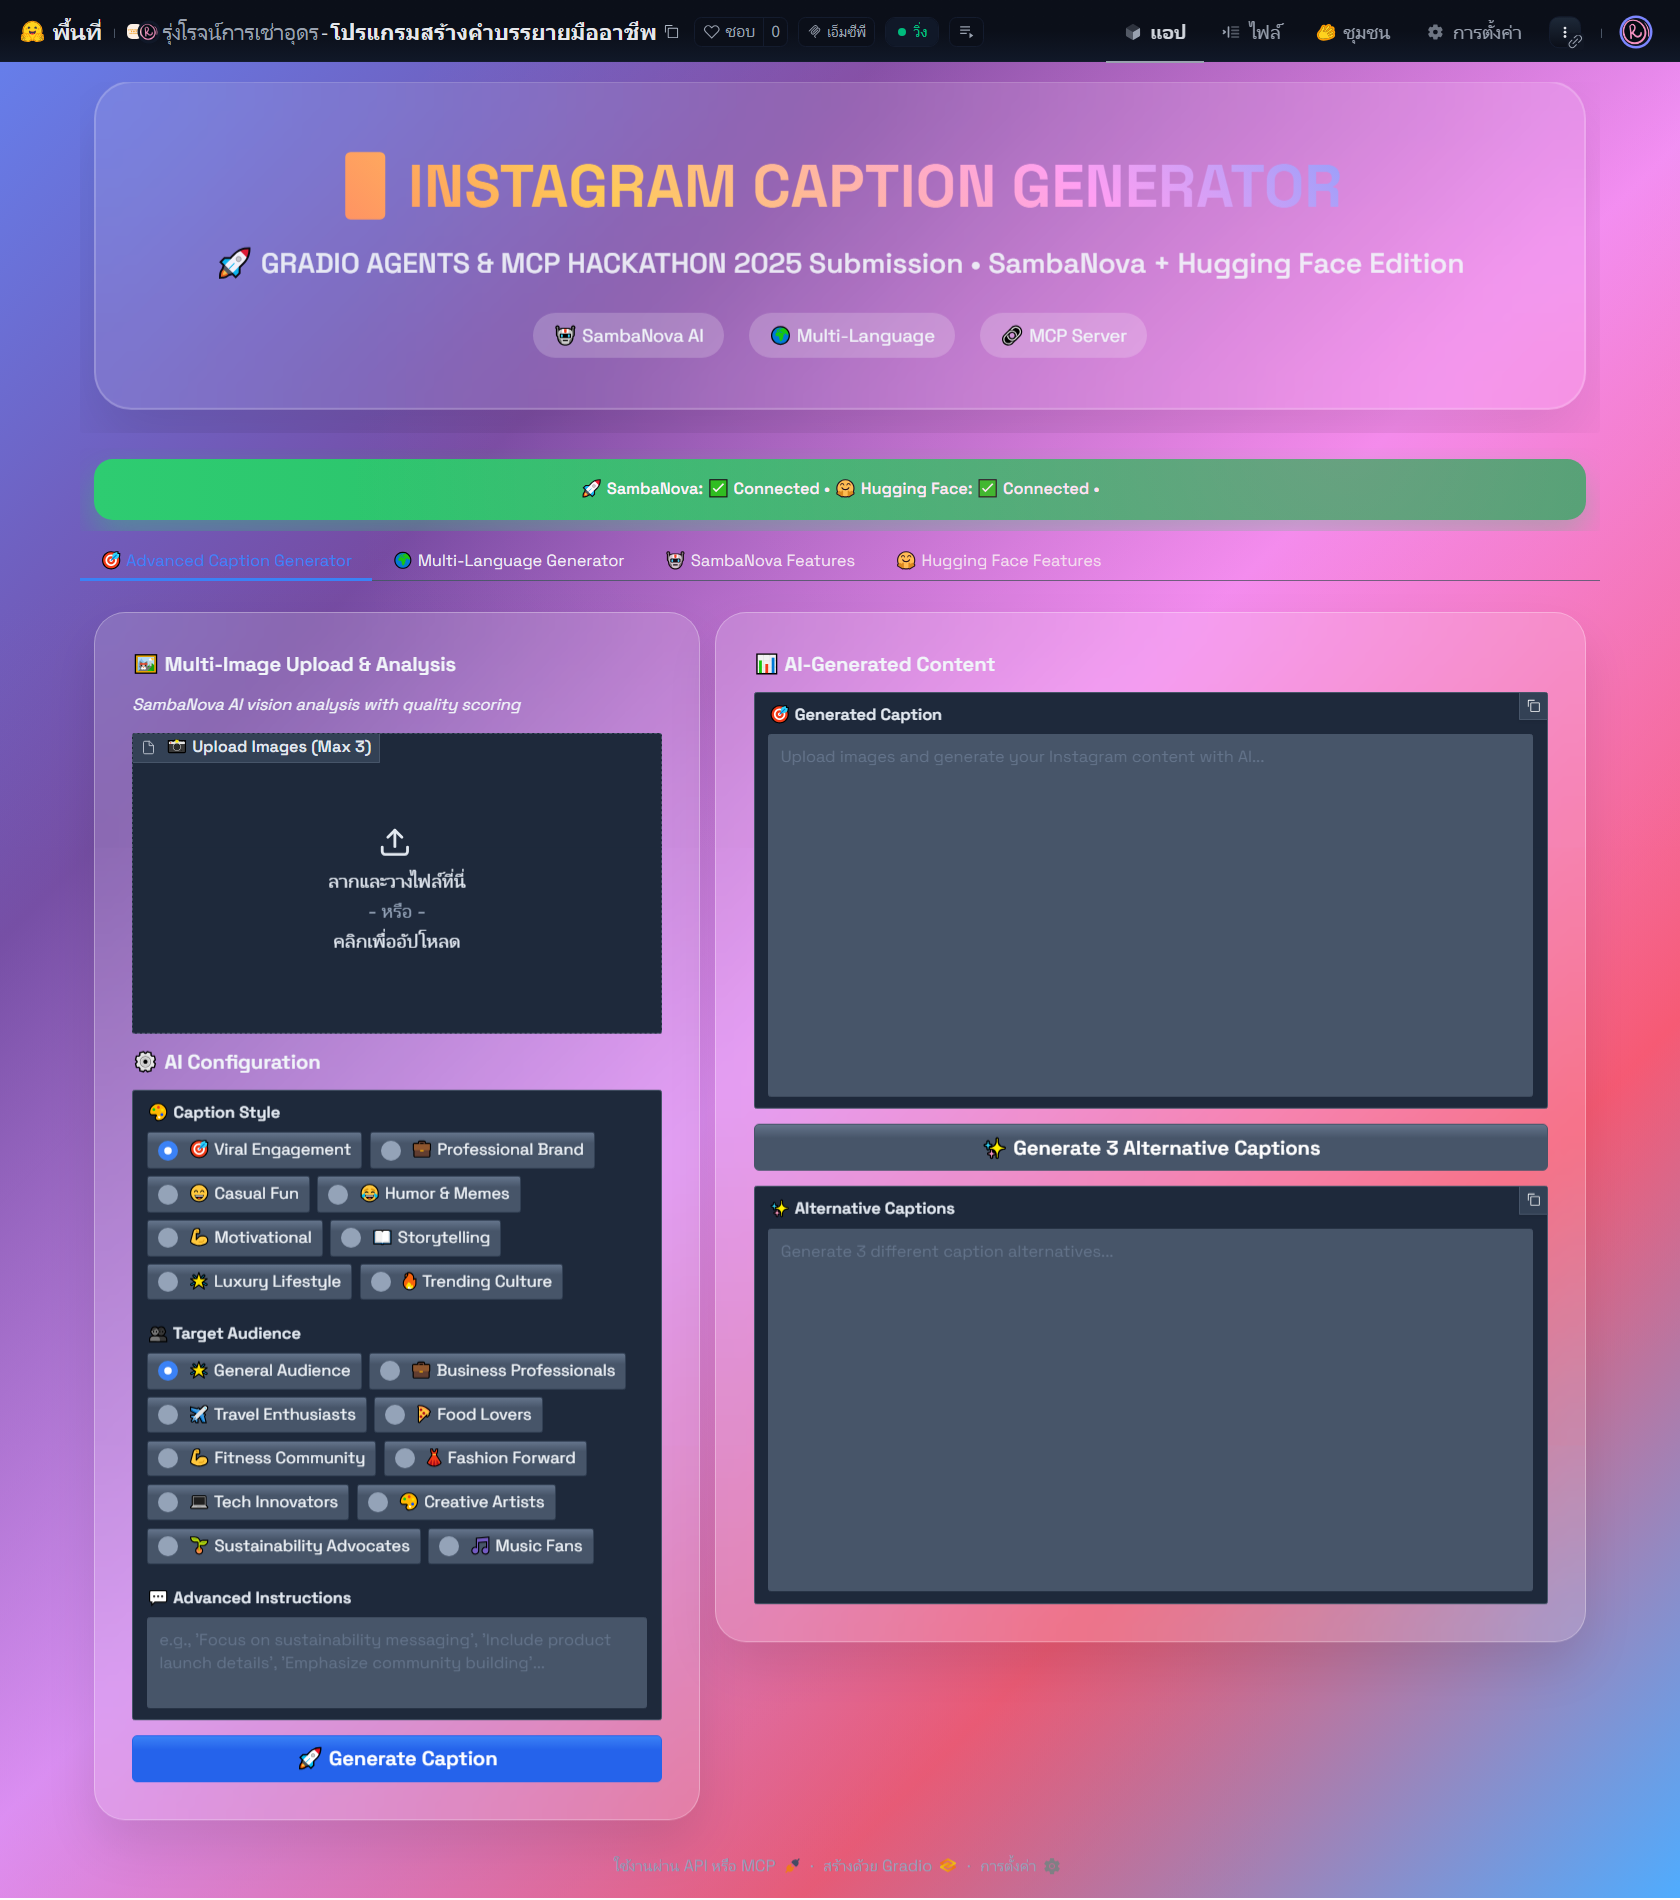 พื้นที่
รุ่งโรจน์การเช่าอุดร - โปรแกรมสร้างคำบรรยายมืออาชีพ
ชอบ 0
เอ็มซีพี
วิ่ง
แอป
ไฟล์
ชุมชน
การตั้งค่า
INSTAGRAM CAPTION GENERATOR
🚀 GRADIO AGENTS & MCP HACKATHON 2025 Submission • SambaNova + Hugging Face Edition
SambaNova AI
Multi-Language
MCP Server
🚀 SambaNova: ✅ Connected • 🤗 Hugging Face: ✅ Connected •
Advanced Caption Generator
Multi-Language Generator
SambaNova Features
Hugging Face Features
Multi-Image Upload & Analysis
SambaNova AI vision analysis with quality scoring
Upload Images (Max 3)
ลากและวางไฟล์ที่นี่
- หรือ -
คลิกเพื่ออัปโหลด
AI Configuration
Caption Style
Viral Engagement
Professional Brand
Casual Fun
Humor & Memes
Motivational
Storytelling
Luxury Lifestyle
Trending Culture
Target Audience
General Audience
Business Professionals
Travel Enthusiasts
Food Lovers
Fitness Community
Fashion Forward
Tech Innovators
Creative Artists
Sustainability Advocates
Music Fans
Advanced Instructions
e.g., 'Focus on sustainability messaging', 'Include product
launch details', 'Emphasize community building'...
Generate Caption
AI-Generated Content
Generated Caption
Upload images and generate your Instagram content with AI...
Generate 3 Alternative Captions
Alternative Captions
Generate 3 different caption alternatives...
ใช้งานผ่าน API หรือ MCP · สร้างด้วย Gradio · การตั้งค่า